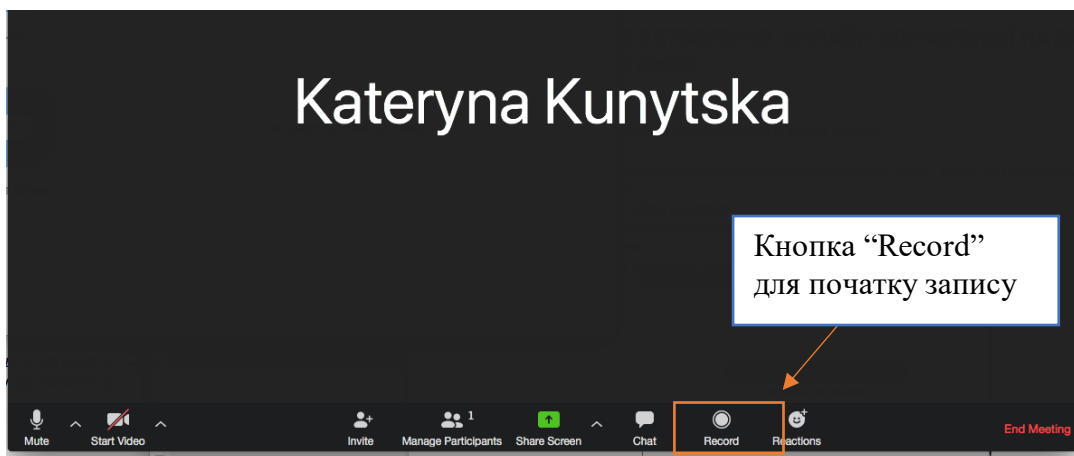 Kateryna Kunytska
Кнопка “Record”
для початку запису
1
Mute
Start Video
Invite
Manage Participants
Share Screen
Chat
Record
Reactions
End Meeting